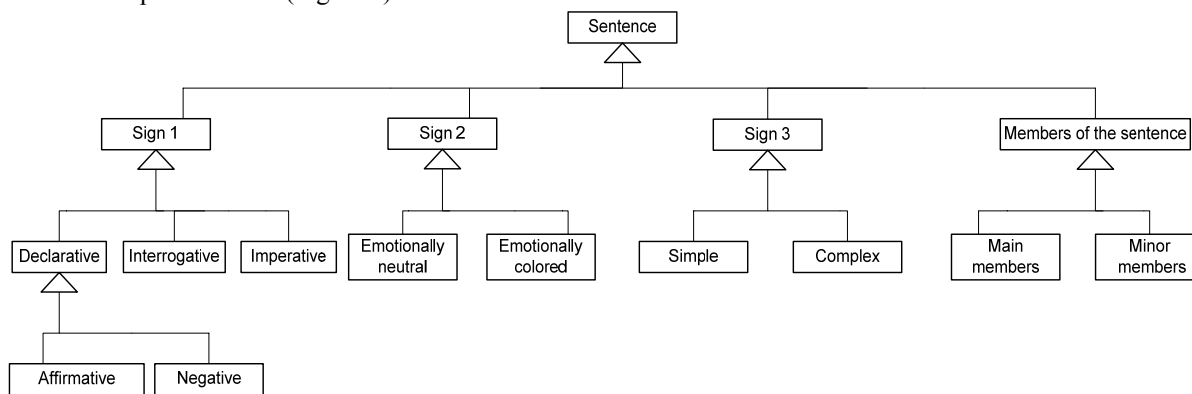 Sentence
Sign 1
Sign 2
Sign 3
Members of the sentence
Declarative
Interrogative
Imperative
Emotionally
neutral
Emotionally
colored
Simple
Complex
Main
members
Minor
members
Affirmative
Negative